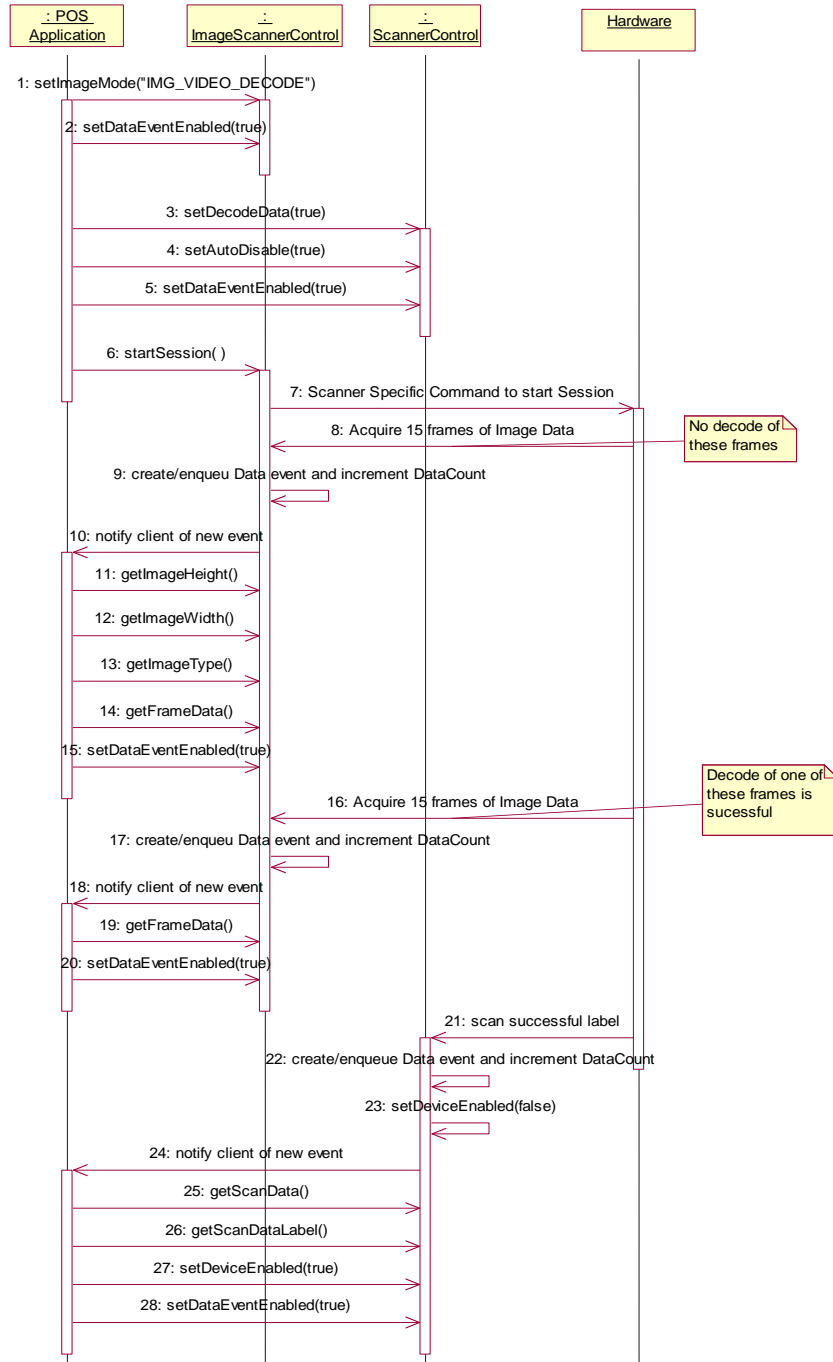 : POS
Application
:
ImageScannerControl
:
ScannerControl
Hardware
1: setImageMode("IMG_VIDEO_DECODE")
2: setDataEventEnabled(true)
3: setDecodeData(true)
4: setAutoDisable(true)
5: setDataEventEnabled(true)
6: startSession( )
7: Scanner Specific Command to start Session
8: Acquire 15 frames of Image Data
No decode of
these frames
9: create/enqueu Data event and increment DataCount
10: notify client of new event
11: getImageHeight()
12: getImageWidth()
13: getImageType()
14: getFrameData()
15: setDataEventEnabled(true)
Decode of one of
these frames is
sucessful
16: Acquire 15 frames of Image Data
17: create/enqueu Data event and increment DataCount
18: notify client of new event
19: getFrameData()
20: setDataEventEnabled(true)
21: scan successful label
22: create/enqueue Data event and increment DataCount
23: setDeviceEnabled(false)
24: notify client of new event
25: getScanData()
26: getScanDataLabel()
27: setDeviceEnabled(true)
28: setDataEventEnabled(true)